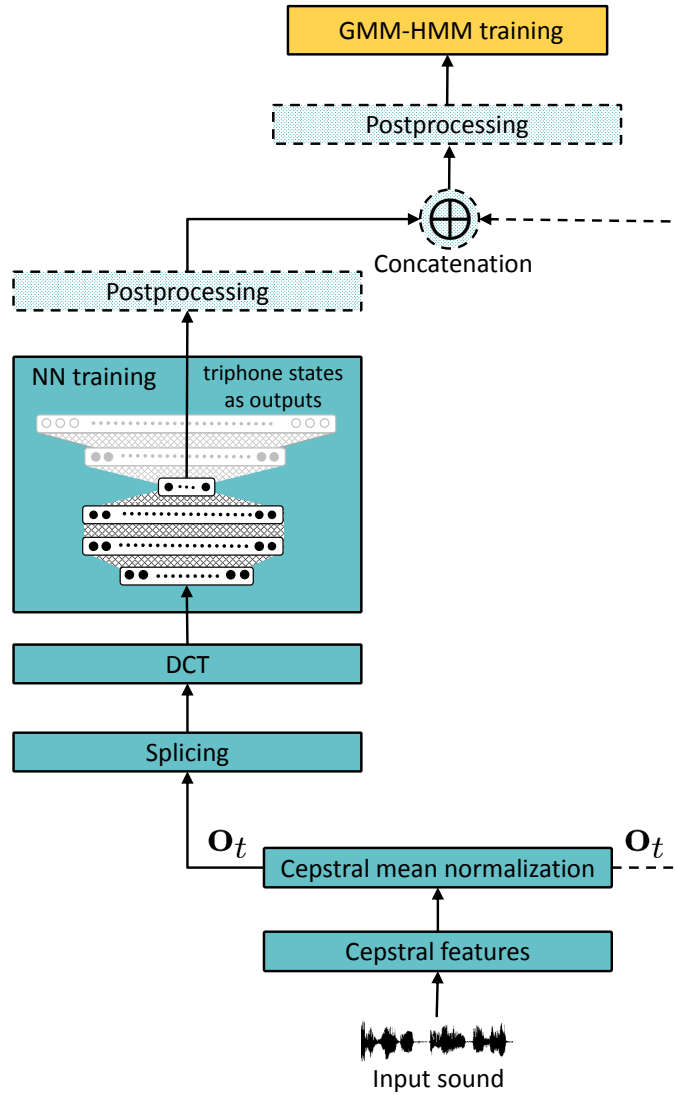 GMM-HMM training
Postprocessing
Concatenation
Postprocessing
NN training
triphone states
as outputs
DCT
Splicing
O_t
O_t
Cepstral mean normalization
Cepstral features
Input sound